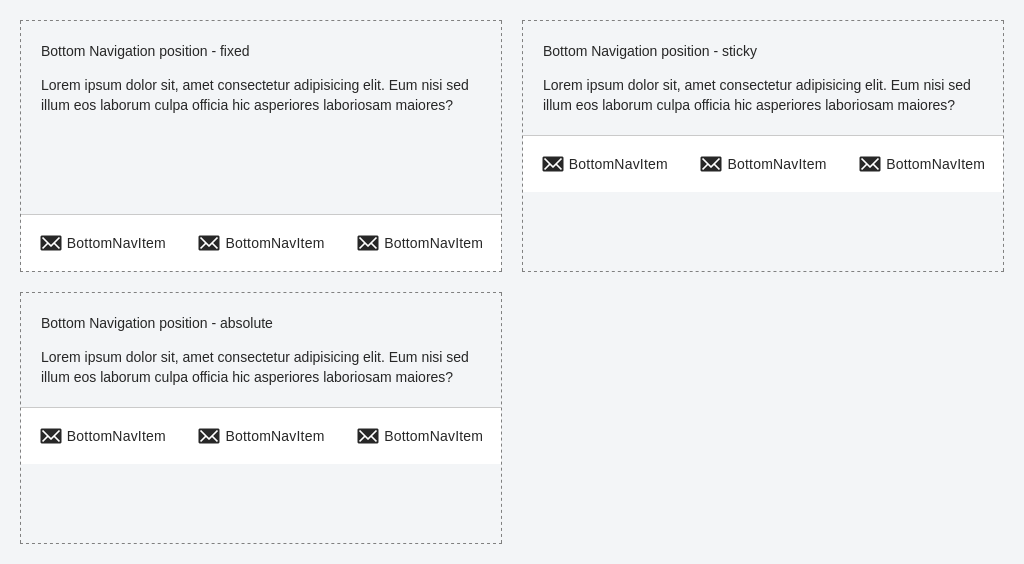 Bottom Navigation position - fixed
Lorem ipsum dolor sit, amet consectetur adipisicing elit. Eum nisi sed
illum eos laborum culpa officia hic asperiores laboriosam maiores?
BottomNavItem BottomNavItem BottomNavItem
Bottom Navigation position - sticky
Lorem ipsum dolor sit, amet consectetur adipisicing elit. Eum nisi sed
illum eos laborum culpa officia hic asperiores laboriosam maiores?
BottomNavItem BottomNavItem BottomNavItem
Bottom Navigation position - absolute
Lorem ipsum dolor sit, amet consectetur adipisicing elit. Eum nisi sed
illum eos laborum culpa officia hic asperiores laboriosam maiores?
BottomNavItem BottomNavItem BottomNavItem